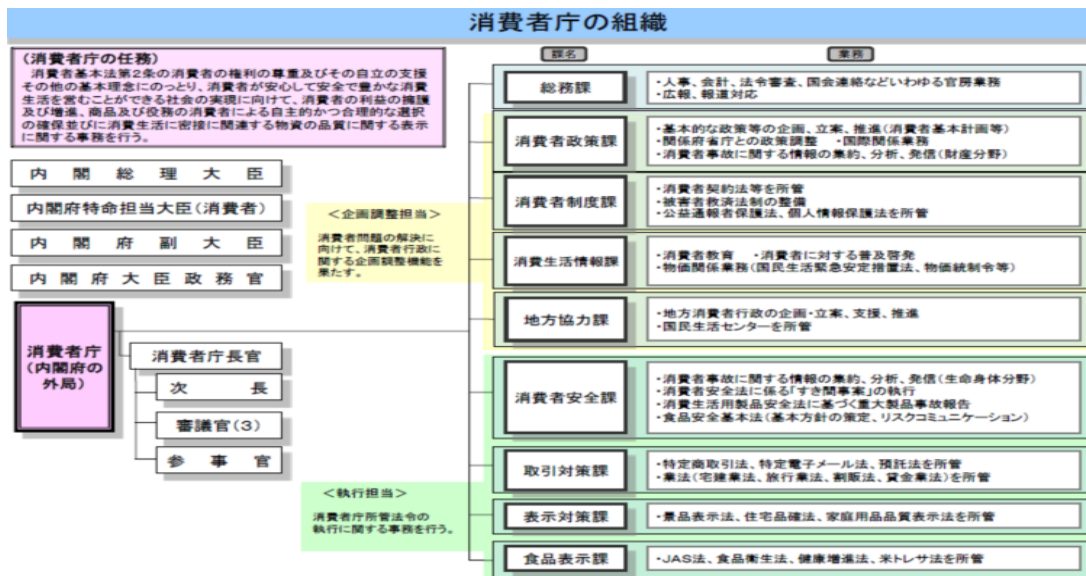 消費者庁の組織
(消費者庁の任務)
消費者基本法第2条の消費者の権利の尊重及びその自立の支援
その他の基本理念にのっとり、消費者が安心して安全で豊かな消費
生活を営むことができる社会の実現に向けて、消費者の利益の擁護
及び増進、商品及び役務の消費者による自主的かつ合理的な選択
の確保並びに消費生活に密接に関連する物資の品質に関する表示
に関する事務を行う。
内閣総理大臣
内閣府特命担当大臣(消費者)
内閣府副大臣
内閣府大臣政務官
消費者庁
(内閣府の
外局)
消費者庁長官
次長
審議官(3)
参事官
<企画調整担当>
消費者問題の解決に
向けて、消費者行政に
関する企画調整機能を
果たす。
<執行担当>
消費者庁所管法令の
執行に関する事務を行う。
課名
業務
総務課
・人事、会計、法令審査、国会連絡などいわゆる官房業務
・広報、報道対応
消費者政策課
・基本的な政策等の企画、立案、推進(消費者基本計画等)
・関係府省庁との政策調整 ・国際関係業務
・消費者事故に関する情報の集約、分析、発信(財産分野)
消費者制度課
・消費者契約法等を所管
・被害者救済法制の整備
・公益通報者保護法、個人情報保護法を所管
消費生活情報課
・消費者教育 ・消費者に対する普及啓発
・物価関係業務(国民生活緊急安定措置法、物価統制令等)
地方協力課
・地方消費者行政の企画・立案、支援、推進
・国民生活センターを所管
消費者安全課
・消費者事故に関する情報の集約、分析、発信(生命身体分野)
・消費者安全法に係る「すき間事案」の執行
・消費生活用製品安全法に基づく重大製品事故報告
・食品安全基本法(基本方針の策定、リスクコミュニケーション)
取引対策課
・特定商取引法、特定電子メール法、預託法を所管
・業法(宅建業法、旅行業法、割販法、貸金業法)を所管
表示対策課
・景品表示法、住宅品確法、家庭用品品質表示法を所管
食品表示課
・JAS法、食品衛生法、健康増進法、米トレサ法を所管